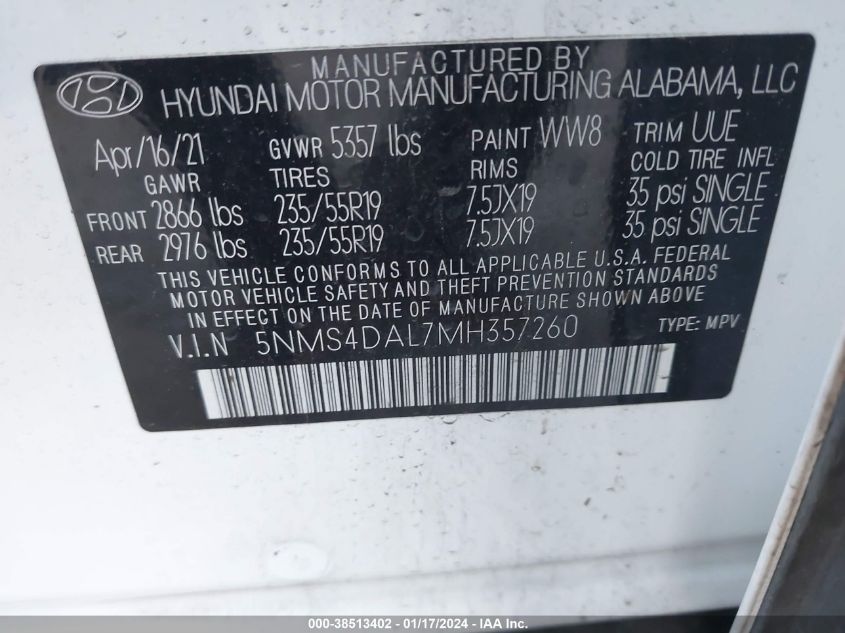 MANUFACTURED BY
HYUNDAI MOTOR MANUFACTURING ALABAMA, LLC
Apr/16/21 GVWR 5357 lbs PAINT WW8 TRIM UUE
GAWR TIRES RIMS COLD TIRE INFL
FRONT 2866 lbs 235/55R19 7.5JX19 35 psi SINGLE
REAR 2976 lbs 235/55R19 7.5JX19 35 psi SINGLE
THIS VEHICLE CONFORMS TO ALL APPLICABLE U.S.A. FEDERAL
MOTOR VEHICLE SAFETY AND THEFT PREVENTION STANDARDS
IN EFFECT ON THE DATE OF MANUFACTURE SHOWN ABOVE
V.I.N 5NMS4DAL7MH357260 TYPE: MPV
000-38513402 - 01/17/2024 - IAA Inc.